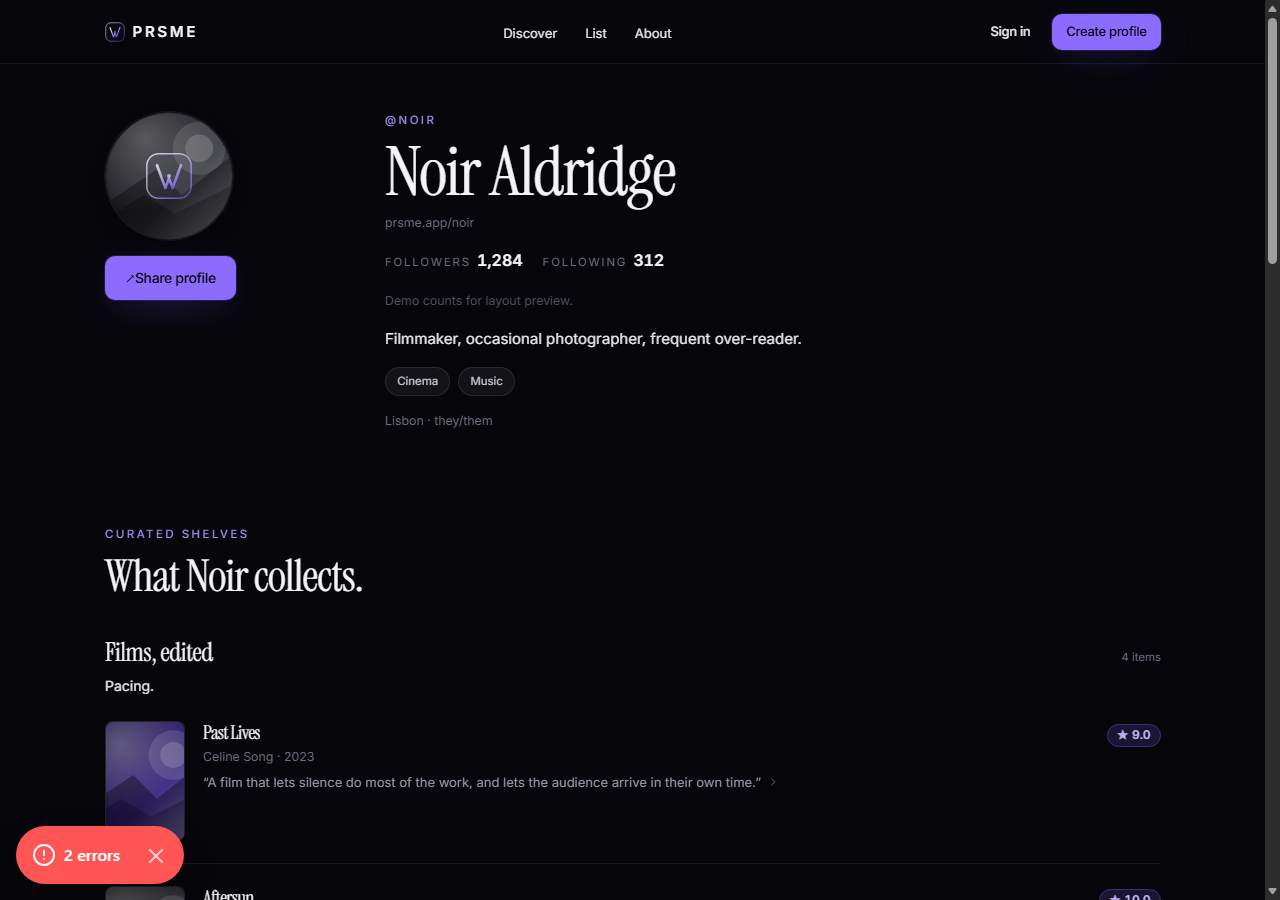 PRSME
Discover List About
Sign in
Create profile
@NOIR
Noir Aldridge
prsme.app/noir
FOLLOWERS 1,284 FOLLOWING 312
Demo counts for layout preview.
Filmmaker, occasional photographer, frequent over-reader.
Cinema Music
Lisbon · they/them
↗Share profile
CURATED SHELVES
What Noir collects.
Films, edited
4 items
Pacing.
Past Lives
★ 9.0
Celine Song · 2023
“A film that lets silence do most of the work, and lets the audience arrive in their own time.” ›
2 errors
Aftersun
★ 10.0